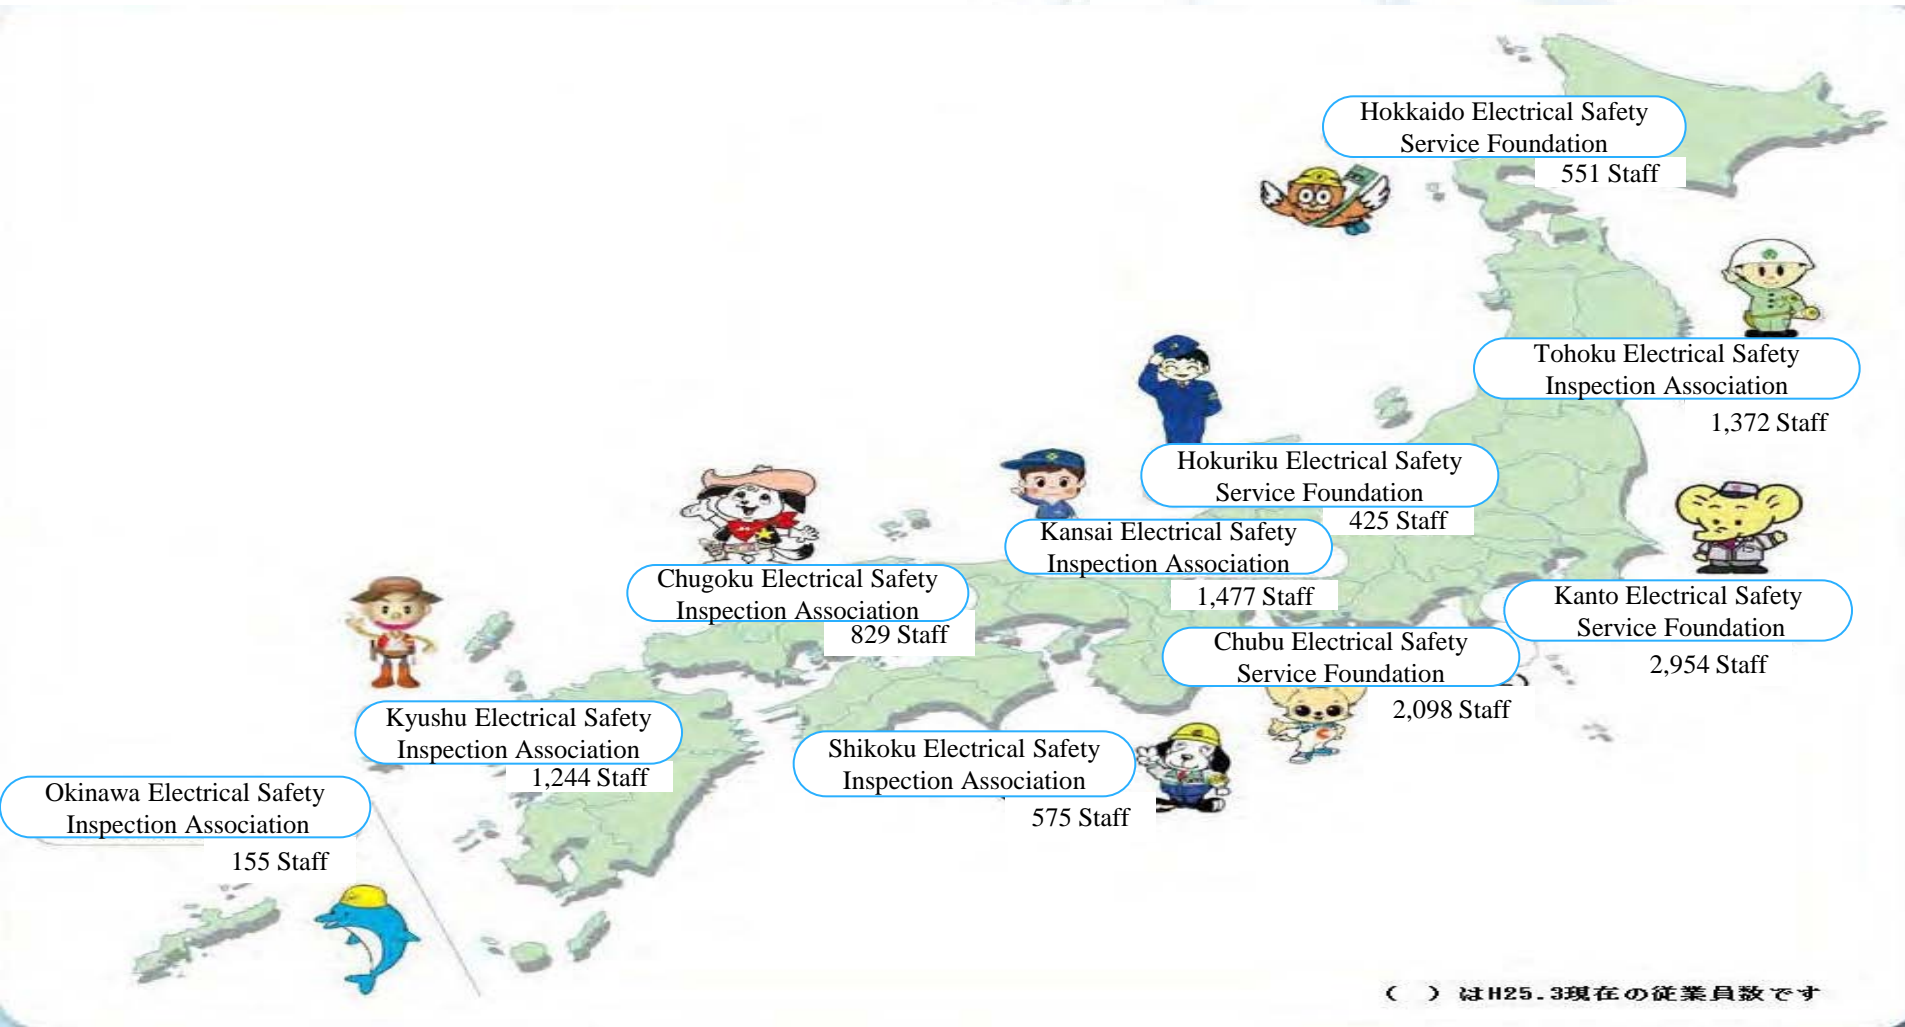 Hokkaido Electrical Safety
Service Foundation
551 Staff
Tohoku Electrical Safety
Inspection Association
1,372 Staff
Hokuriku Electrical Safety
Service Foundation
425 Staff
Kansai Electrical Safety
Inspection Association
1,477 Staff
Chugoku Electrical Safety
Inspection Association
829 Staff
Kanto Electrical Safety
Service Foundation
2,954 Staff
Chubu Electrical Safety
Service Foundation
2,098 Staff
Kyushu Electrical Safety
Inspection Association
1,244 Staff
Shikoku Electrical Safety
Inspection Association
575 Staff
Okinawa Electrical Safety
Inspection Association
155 Staff
( ) はH25.3現在の従業員数です